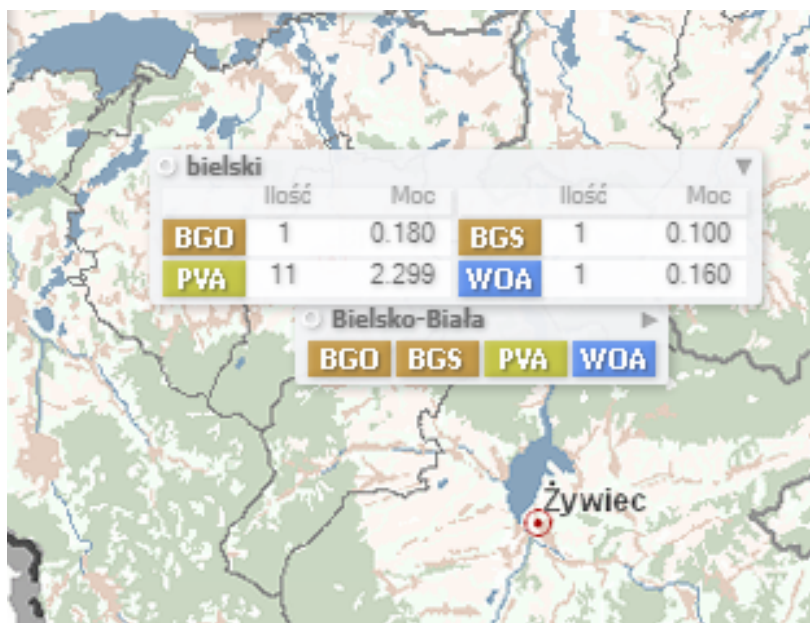 bielski
Ilość Moc Ilość Moc
BGO 1 0.180 BGS 1 0.100
PVA 11 2.299 WOA 1 0.160
Bielsko-Biała
BGO BGS PVA WOA
Żywiec